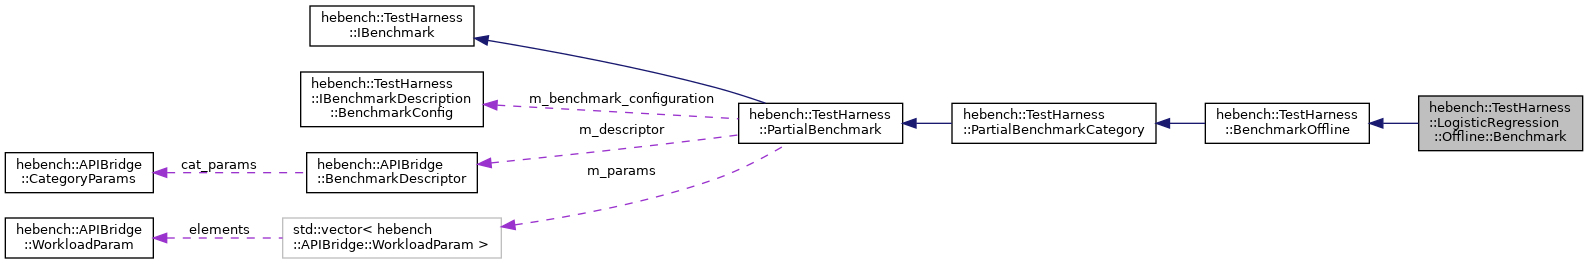 hebench::TestHarness
::IBenchmark
hebench::TestHarness
::IBenchmarkDescription
::BenchmarkConfig
m_benchmark_configuration
hebench::TestHarness
::PartialBenchmark
hebench::TestHarness
::PartialBenchmarkCategory
hebench::TestHarness
::BenchmarkOffline
hebench::TestHarness
::LogisticRegression
::Offline::Benchmark
m_descriptor
hebench::APIBridge
::CategoryParams
cat_params
hebench::APIBridge
::BenchmarkDescriptor
m_params
hebench::APIBridge
::WorkloadParam
elements
std::vector< hebench
::APIBridge::WorkloadParam >